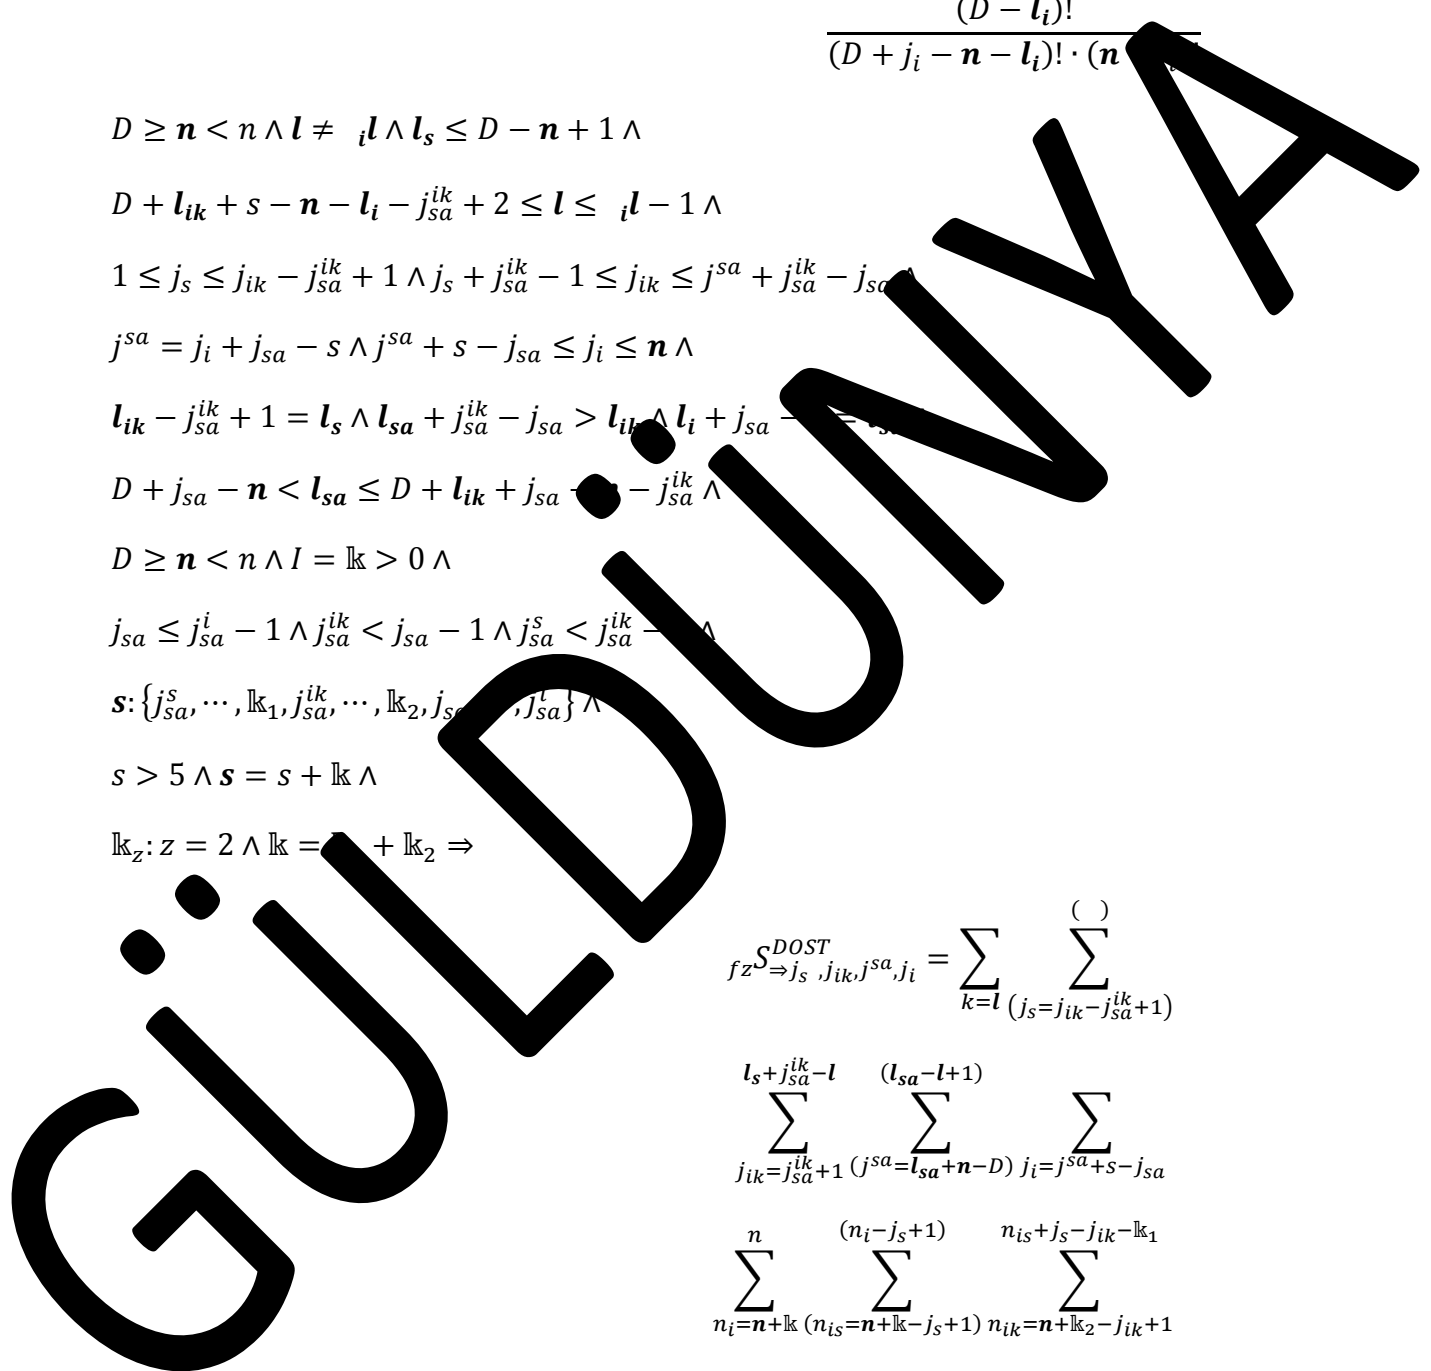 (D − l_i)!
(D + j_i − n − l_i)! · (n
D ≥ n < n ∧ l ≠ _il ∧ l_s ≤ D − n + 1 ∧
D + l_ik + s − n − l_i − j_sa^ik + 2 ≤ l ≤ _il − 1 ∧
1 ≤ j_s ≤ j_ik − j_sa^ik + 1 ∧ j_s + j_sa^ik − 1 ≤ j_ik ≤ j^sa + j_sa^ik − j_sa ∧
j^sa = j_i + j_sa − s ∧ j^sa + s − j_sa ≤ j_i ≤ n ∧
l_ik − j_sa^ik + 1 = l_s ∧ l_sa + j_sa^ik − j_sa > l_ik ∧ l_i + j_sa − =
D + j_sa − n < l_sa ≤ D + l_ik + j_sa − − j_sa^ik ∧
D ≥ n < n ∧ I = 𝕜 > 0 ∧
j_sa ≤ j_sa^i − 1 ∧ j_sa^ik < j_sa − 1 ∧ j_sa^s < j_sa^ik − ∧
s: {j_sa^s, ⋯ , 𝕜_1, j_sa^ik, ⋯ , 𝕜_2, j_sa , j_sa^i} ∧
s > 5 ∧ s = s + 𝕜 ∧
𝕜_z: z = 2 ∧ 𝕜 = + 𝕜_2 ⇒
_fzS_⇒j_s ,j_ik,j^sa,j_i^DOST = ∑_{k=l} ∑_{(j_s=j_ik−j_sa^ik+1)}^{( )}
∑_{j_ik=j_sa^ik+1}^{l_s+j_sa^ik−l} ∑_{(j^sa=l_sa+n−D)}^{(l_sa−l+1)} ∑_{j_i=j^sa+s−j_sa}
∑_{n_i=n+𝕜}^{n} ∑_{(n_is=n+𝕜−j_s+1)}^{(n_i−j_s+1)} ∑_{n_ik=n+𝕜_2−j_ik+1}^{n_is+j_s−j_ik−𝕜_1}
GÜLDÜNYA